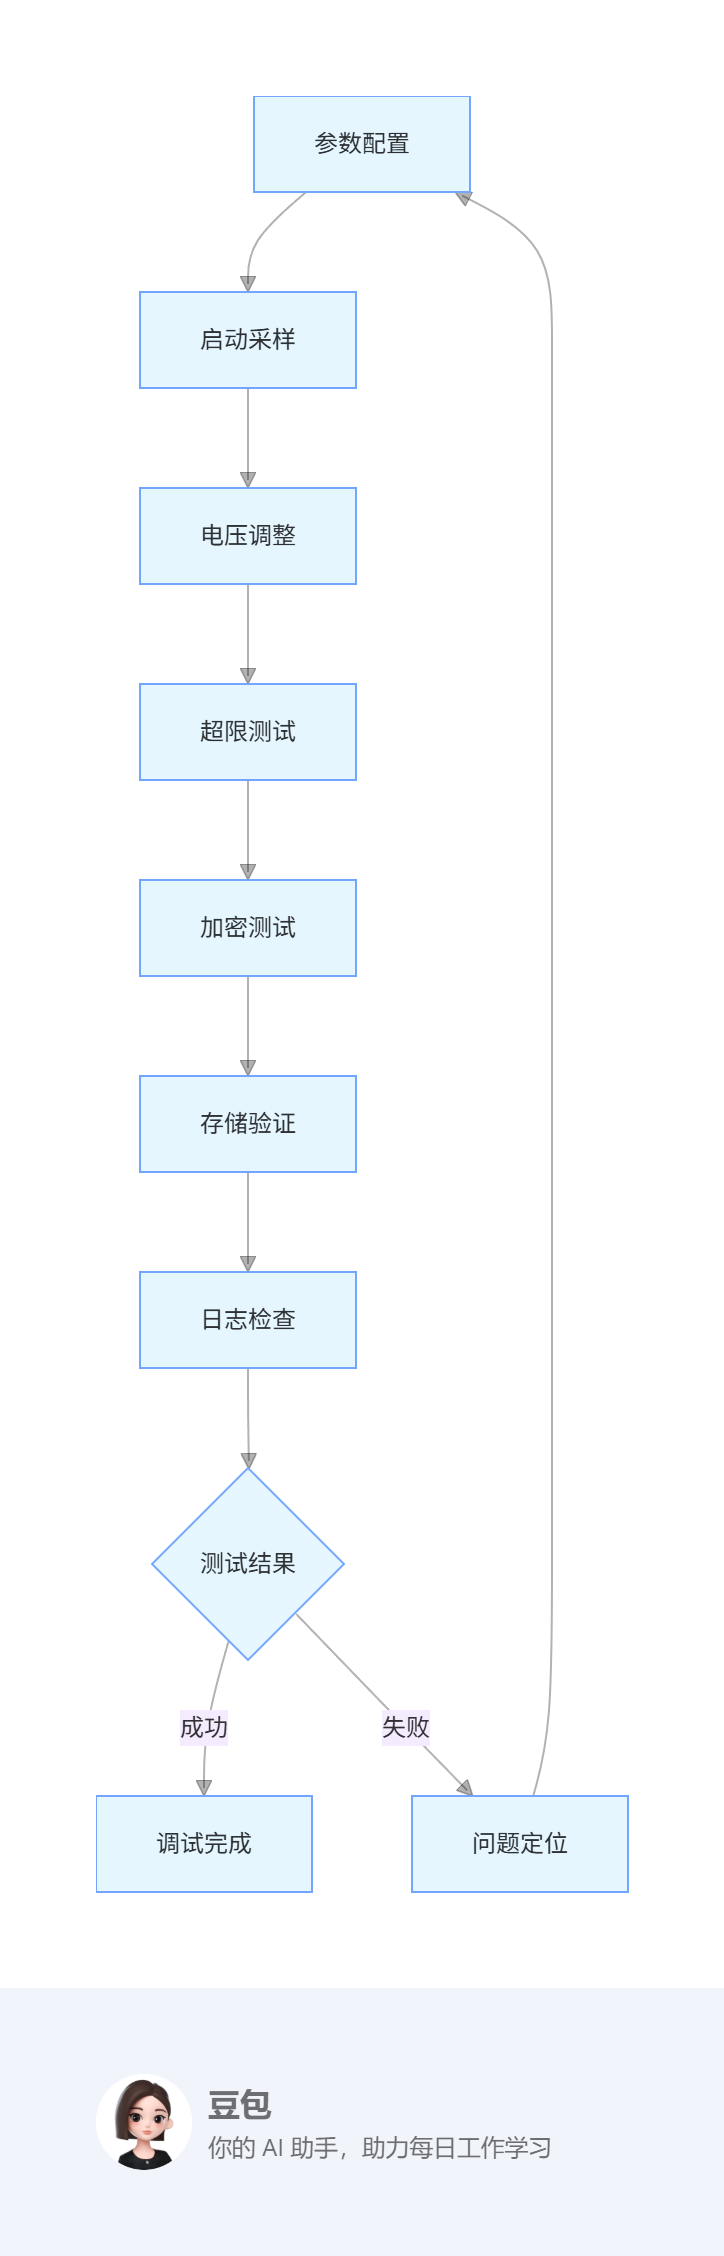 参数配置
启动采样
电压调整
超限测试
加密测试
存储验证
日志检查
测试结果
成功
失败
调试完成
问题定位
豆包
你的 AI 助手，助力每日工作学习